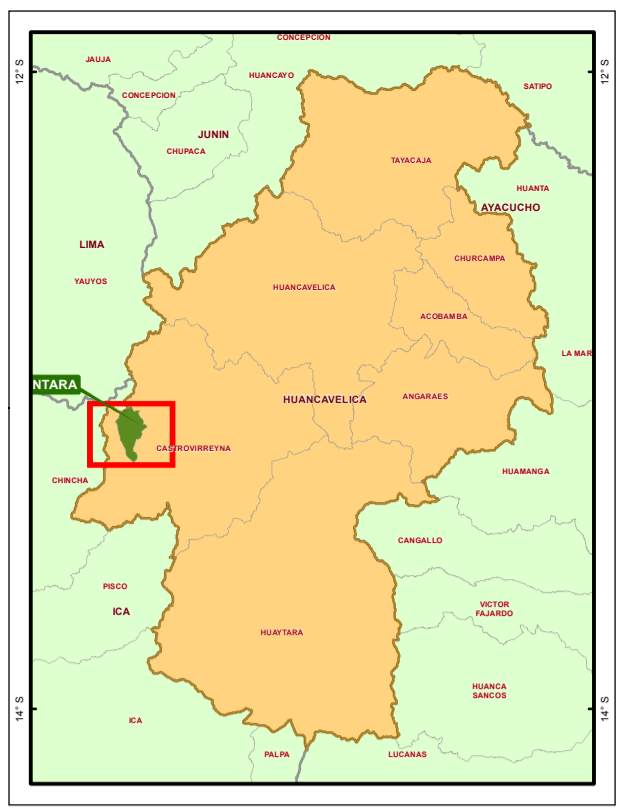 CONCEPCION
JAUJA
12° S
12° S
HUANCAYO
SATIPO
CONCEPCION
JUNIN
CHUPACA
TAYACAJA
HUANTA
AYACUCHO
LIMA
CHURCAMPA
YAUYOS
HUANCAVELICA
ACOBAMBA
LA MAR
NTARA
HUANCAVELICA
ANGARAES
CASTROVIRREYNA
CHINCHA
HUAMANGA
CANGALLO
PISCO
ICA
VICTOR
FAJARDO
HUAYTARA
HUANCA
SANCOS
14° S
14° S
ICA
PALPA
LUCANAS